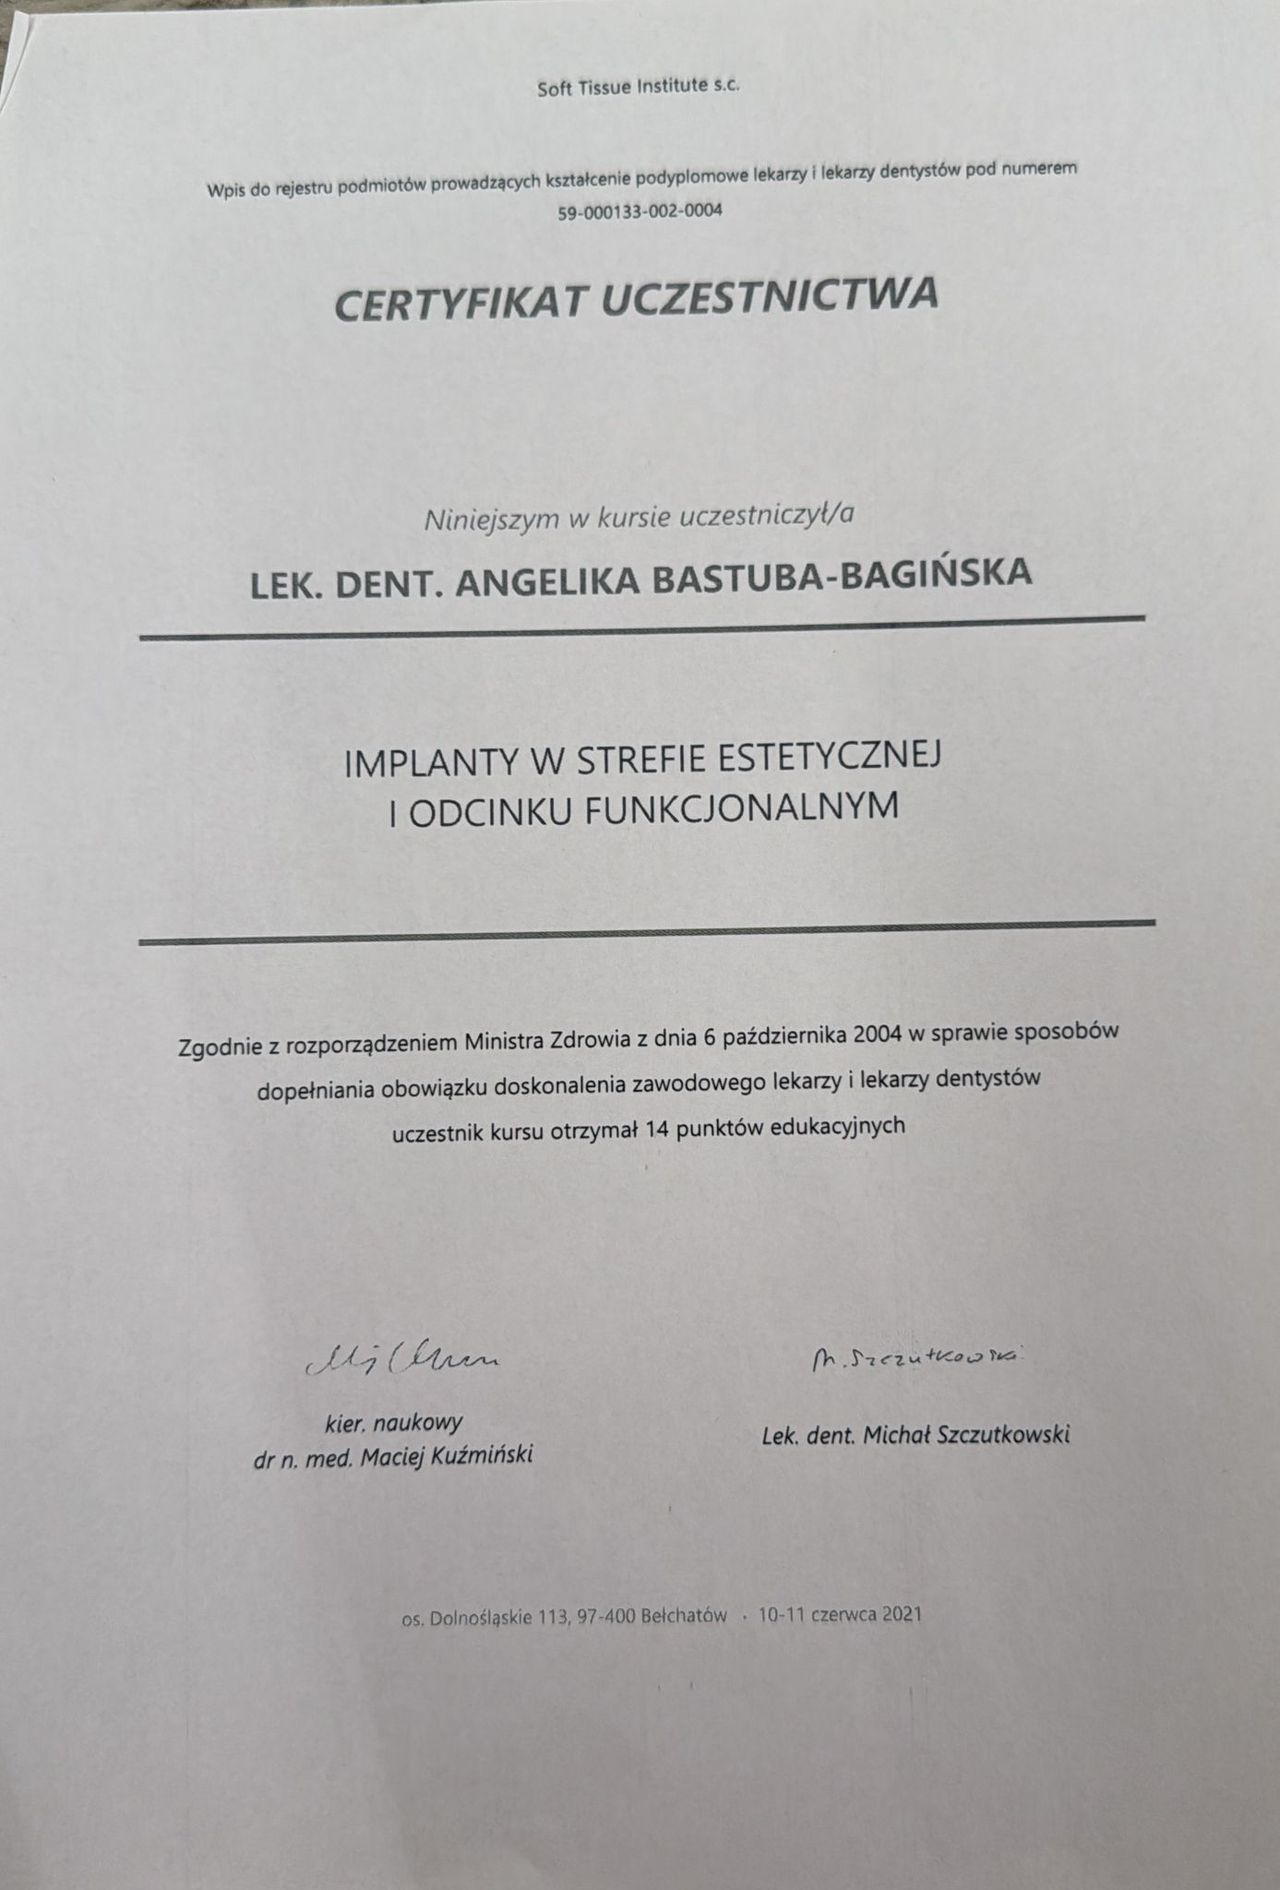 Soft Tissue Institute s.c.
Wpis do rejestru podmiotów prowadzących kształcenie podyplomowe lekarzy i lekarzy dentystów pod numerem
59-000133-002-0004
CERTYFIKAT UCZESTNICTWA
Niniejszym w kursie uczestniczył/a
LEK. DENT. ANGELIKA BASTUBA-BAGIŃSKA
IMPLANTY W STREFIE ESTETYCZNEJ
I ODCINKU FUNKCJONALNYM
Zgodnie z rozporządzeniem Ministra Zdrowia z dnia 6 października 2004 w sprawie sposobów
dopełniania obowiązku doskonalenia zawodowego lekarzy i lekarzy dentystów
uczestnik kursu otrzymał 14 punktów edukacyjnych
M. Szczutkowski
kier. naukowy
dr n. med. Maciej Kuźmiński
Lek. dent. Michał Szczutkowski
os. Dolnośląskie 113, 97-400 Bełchatów · 10-11 czerwca 2021